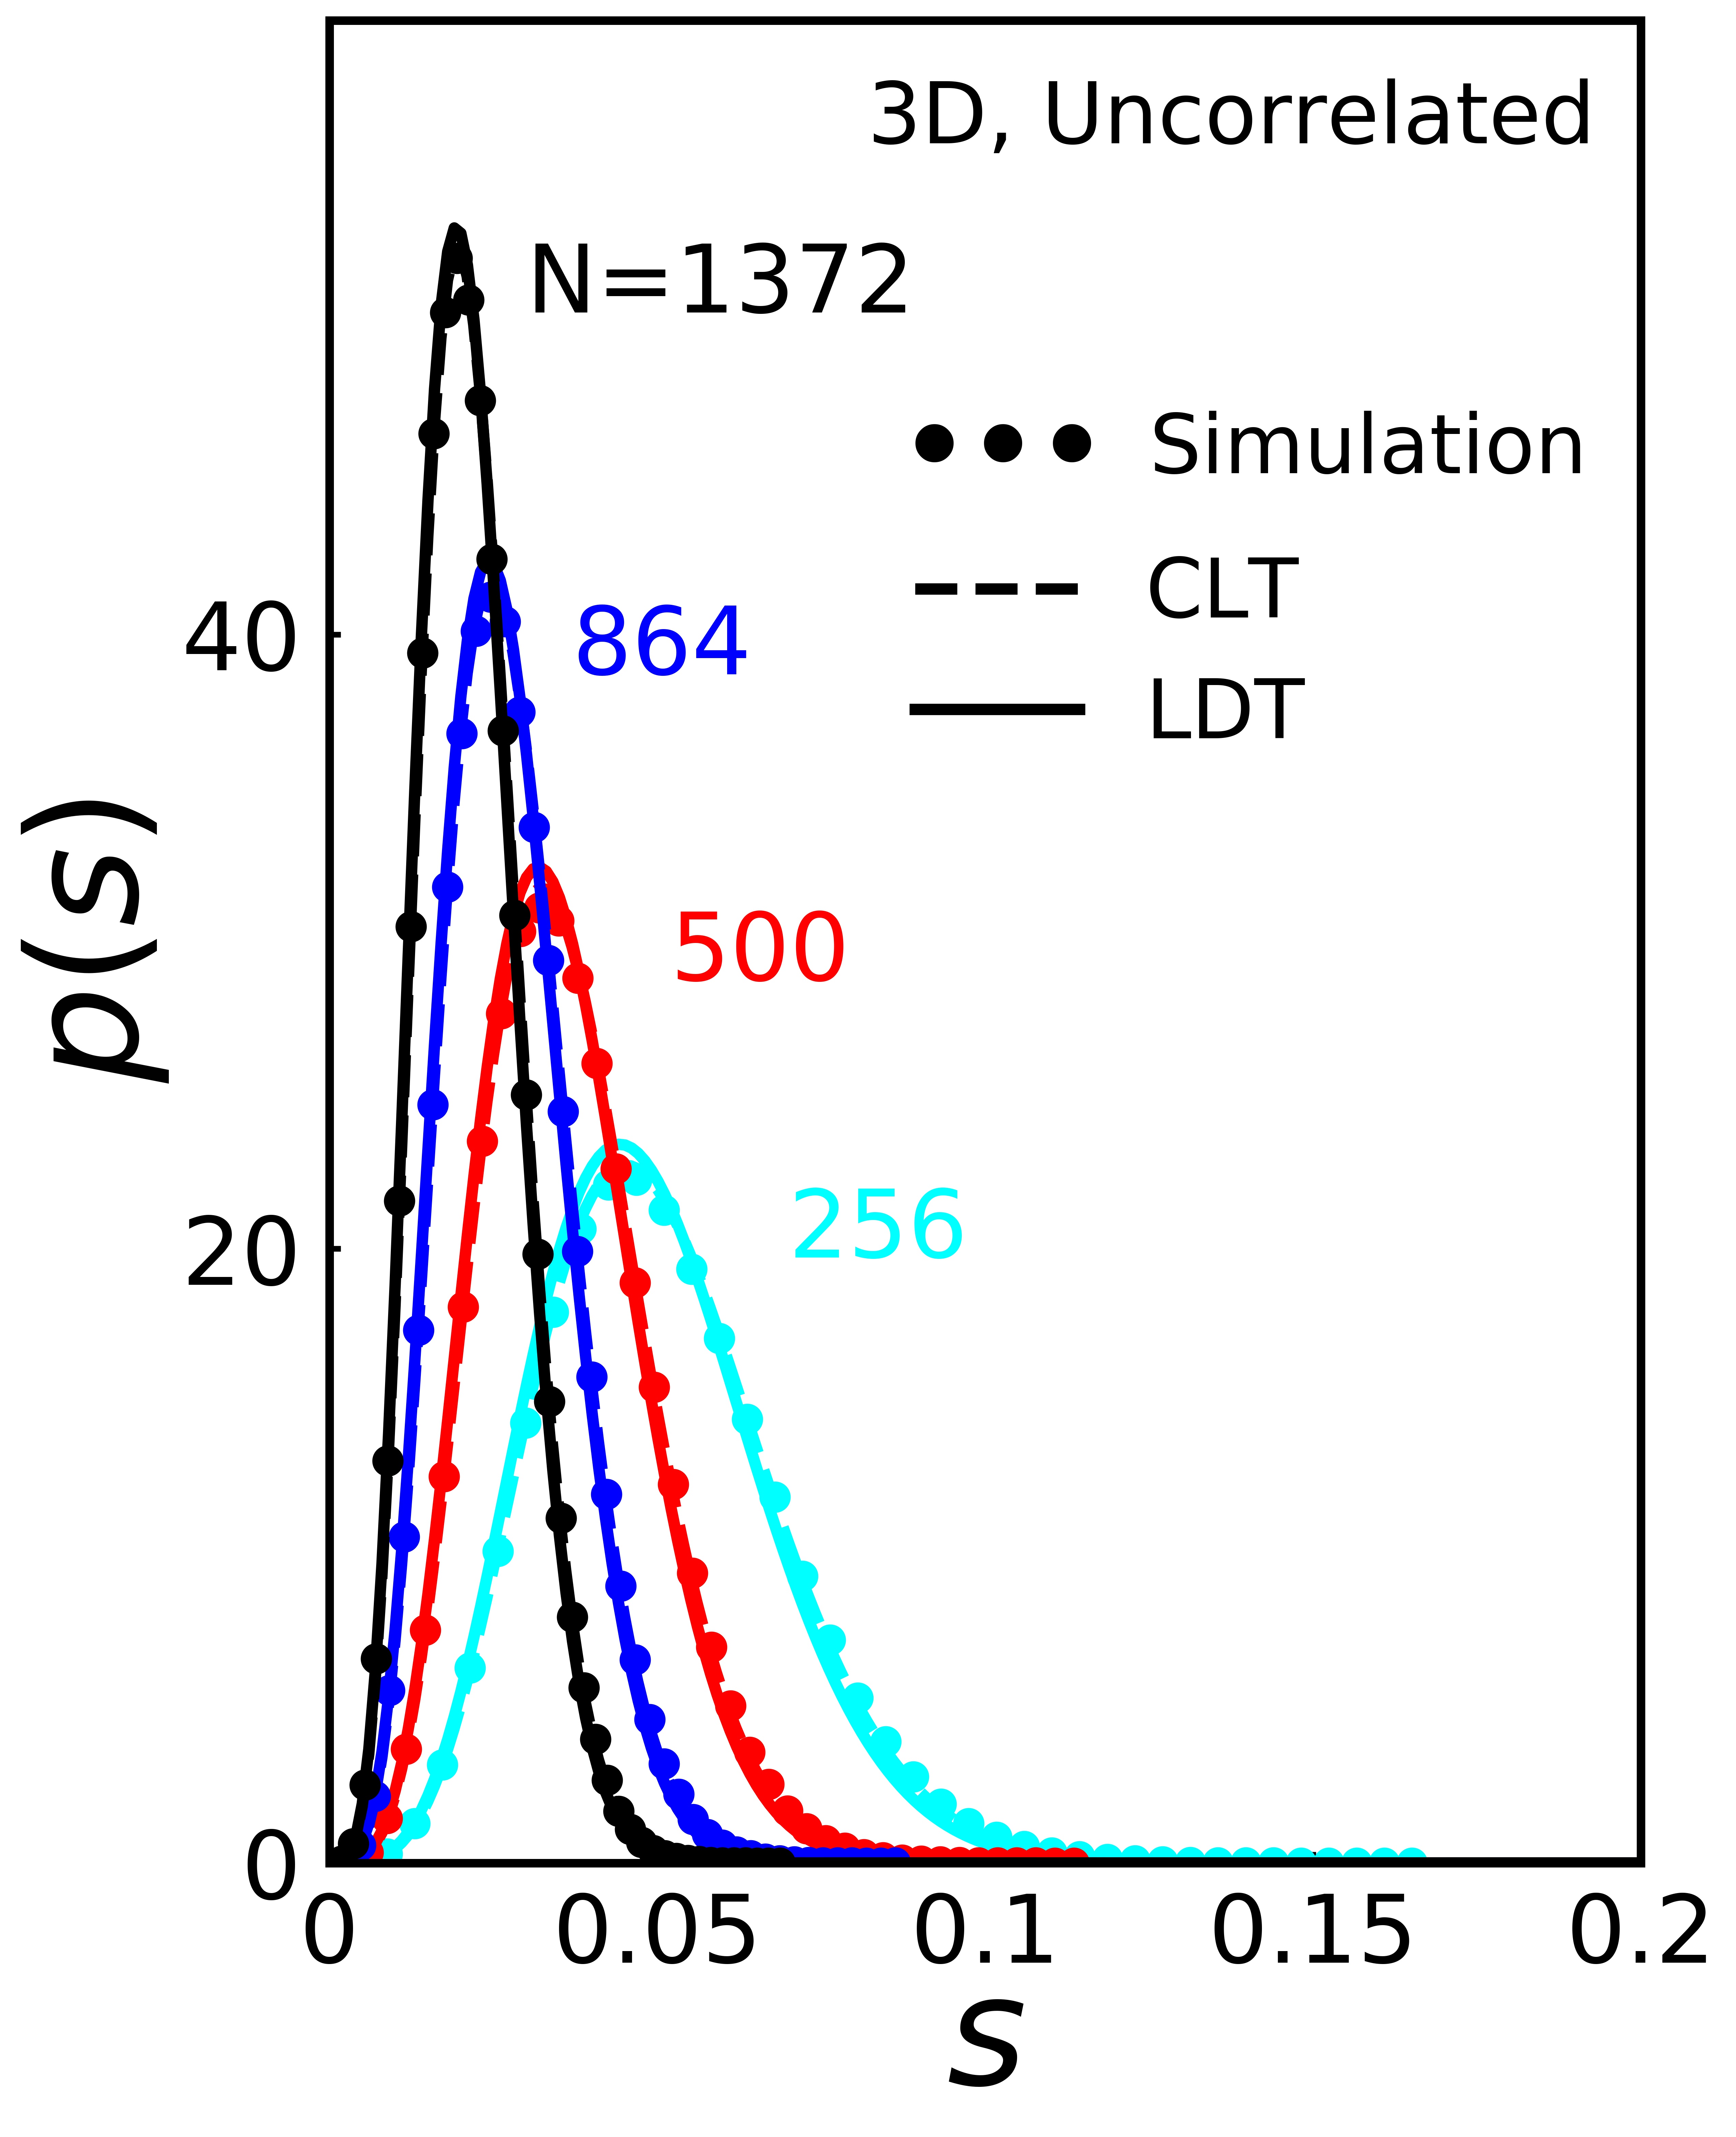 3D, Uncorrelated
N=1372
Simulation
CLT
864
40
LDT
p(s)
500
256
20
0
0 0.05 0.1 0.15 0.2
s